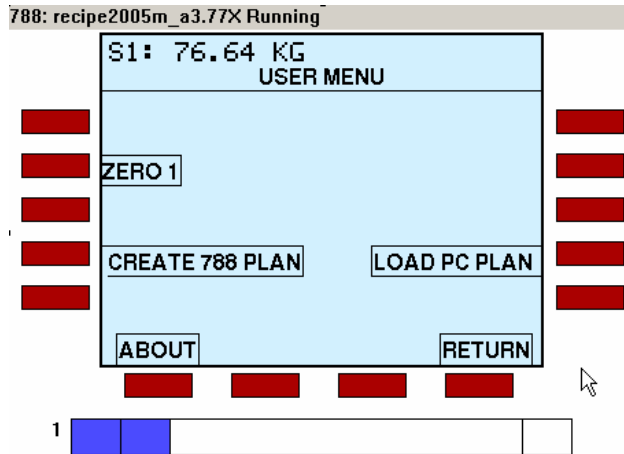 788: recipe2005m_a3.77X Running
S1: 76.64 KG
USER MENU
ZERO 1
CREATE 788 PLAN LOAD PC PLAN
ABOUT RETURN
1